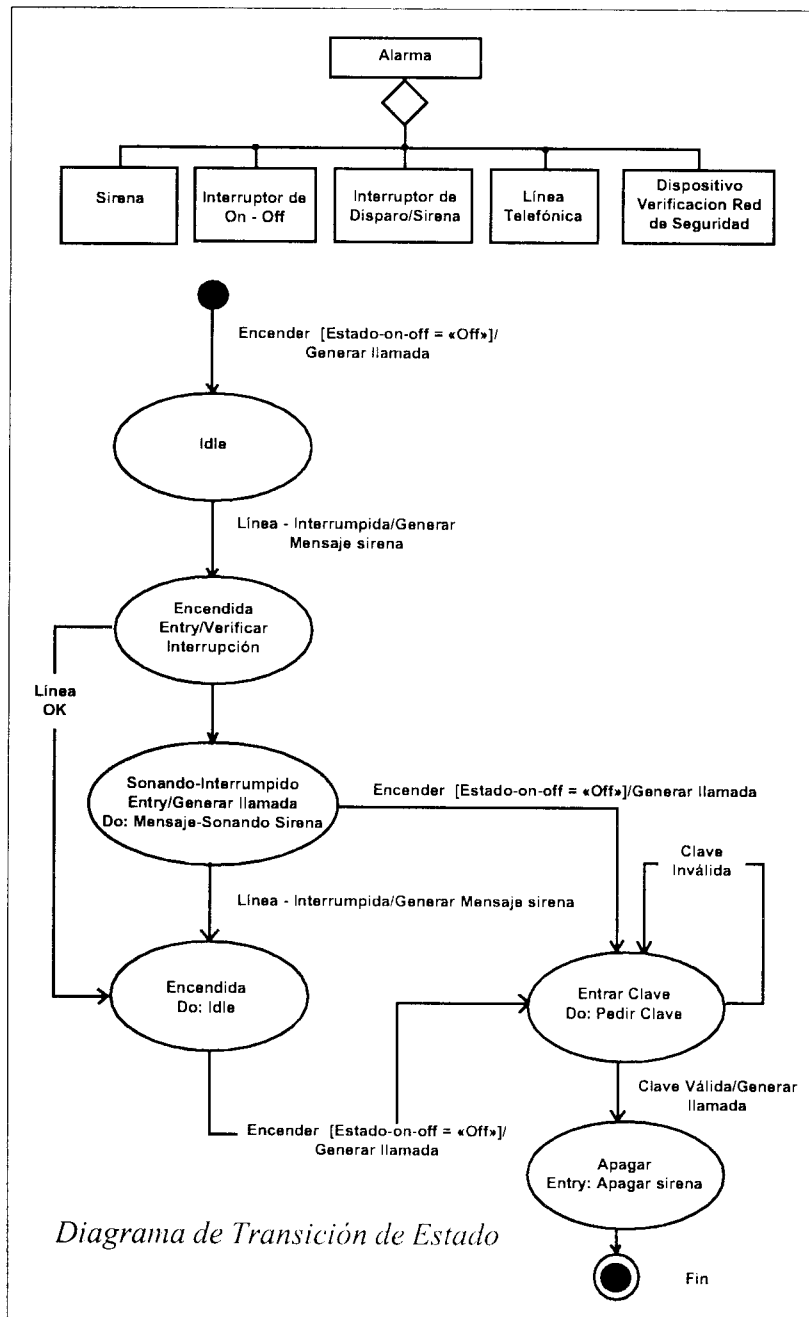 Alarma
Sirena
Interruptor de
On - Off
Interruptor de
Disparo/Sirena
Línea
Telefónica
Dispositivo
Verificacion Red
de Seguridad
Encender [Estado-on-off = «Off»]/
Generar llamada
Idle
Línea - Interrumpida/Generar
Mensaje sirena
Encendida
Entry/Verificar
Interrupción
Línea
OK
Sonando-Interrumpido
Entry/Generar llamada
Do: Mensaje-Sonando Sirena
Encender [Estado-on-off = «Off»]/Generar llamada
Clave
Inválida
Línea - Interrumpida/Generar Mensaje sirena
Encendida
Do: Idle
Entrar Clave
Do: Pedir Clave
Clave Válida/Generar
llamada
Encender [Estado-on-off = «Off»]/
Generar llamada
Apagar
Entry: Apagar sirena
Diagrama de Transición de Estado
Fin